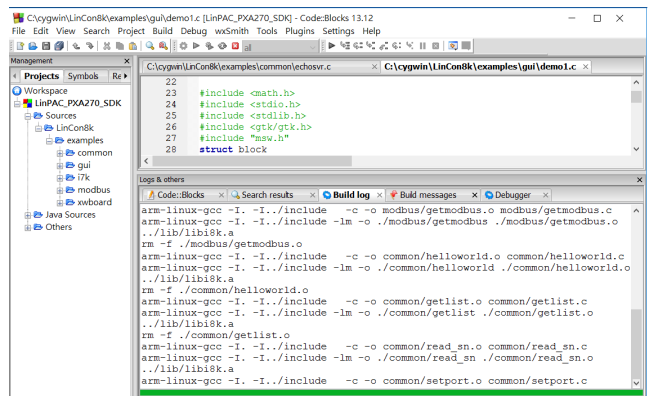 C:\cygwin\LinCon8k\examples\gui\demo1.c [LinPAC_PXA270_SDK] - Code::Blocks 13.12
File Edit View Search Project Build Debug wxSmith Tools Plugins Settings Help
all
Management
Projects Symbols Re
Workspace
LinPAC_PXA270_SDK
Sources
LinCon8k
examples
common
gui
i7k
modbus
xwboard
Java Sources
Others
C:\cygwin\LinCon8k\examples\common\echosvr.c C:\cygwin\LinCon8k\examples\gui\demo1.c
22
23 #include <math.h>
24 #include <stdio.h>
25 #include <stdlib.h>
26 #include <gtk/gtk.h>
27 #include "msw.h"
28 struct block
Logs & others
Code::Blocks Search results Build log Build messages Debugger
arm-linux-gcc -I. -I../include -c -o modbus/getmodbus.o modbus/getmodbus.c
arm-linux-gcc -I. -I../include -lm -o ./modbus/getmodbus ./modbus/getmodbus.o
../lib/libi8k.a
rm -f ./modbus/getmodbus.o
arm-linux-gcc -I. -I../include -c -o common/helloworld.o common/helloworld.c
arm-linux-gcc -I. -I../include -lm -o ./common/helloworld ./common/helloworld.o
../lib/libi8k.a
rm -f ./common/helloworld.o
arm-linux-gcc -I. -I../include -c -o common/getlist.o common/getlist.c
arm-linux-gcc -I. -I../include -lm -o ./common/getlist ./common/getlist.o
../lib/libi8k.a
rm -f ./common/getlist.o
arm-linux-gcc -I. -I../include -c -o common/read_sn.o common/read_sn.c
arm-linux-gcc -I. -I../include -lm -o ./common/read_sn ./common/read_sn.o
../lib/libi8k.a
arm-linux-gcc -I. -I../include -c -o common/setport.o common/setport.c